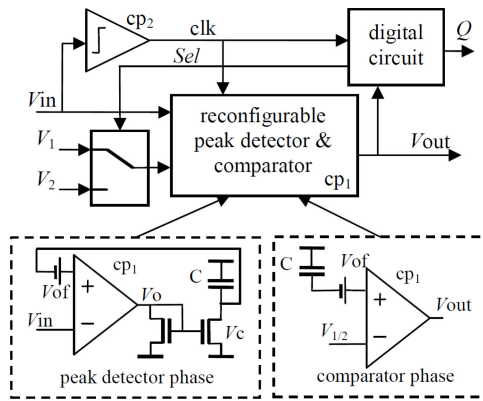 cp2
clk
digital circuit
Q
Sel
Vin
V1
V2
reconfigurable
peak detector &
comparator
cp1
Vout
cp1
Vof
+
Vin
−
Vo
C
Vc
peak detector phase
C
Vof
cp1
+
V1/2
−
Vout
comparator phase